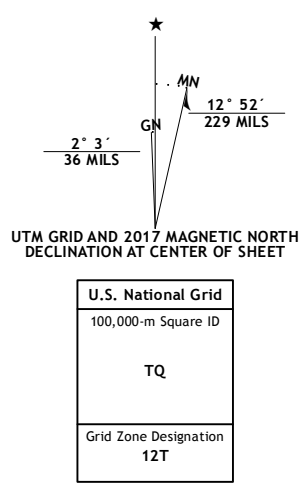 ★
MN
GN
12° 52´
229 MILS
2° 3´
36 MILS
UTM GRID AND 2017 MAGNETIC NORTH
DECLINATION AT CENTER OF SHEET
U.S. National Grid
100,000-m Square ID
TQ
Grid Zone Designation
12T